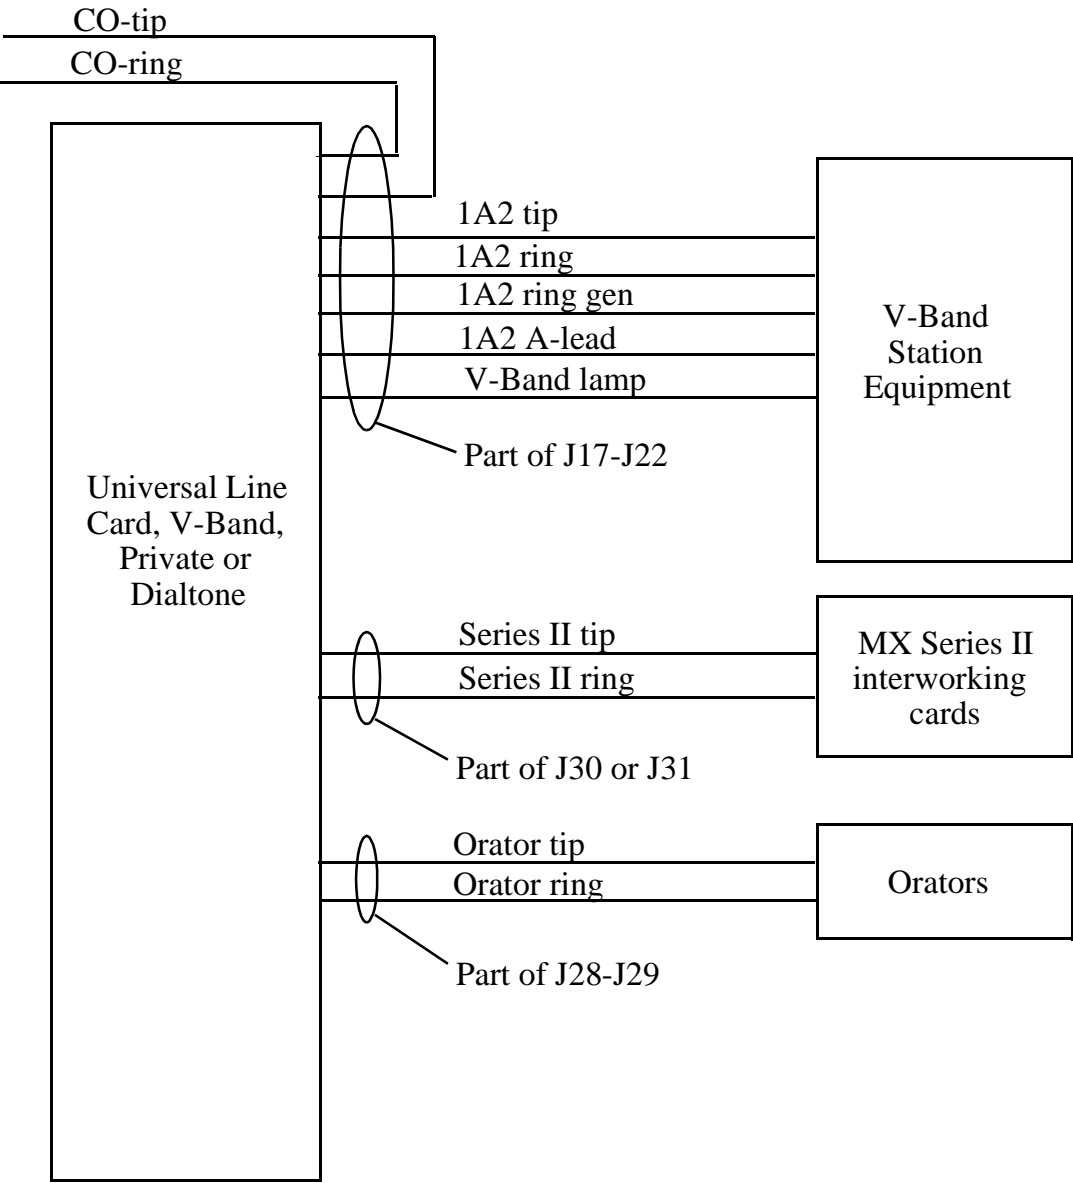 CO-tip
CO-ring
1A2 tip
1A2 ring
1A2 ring gen
1A2 A-lead
V-Band lamp
V-Band
Station
Equipment
Part of J17-J22
Universal Line
Card, V-Band,
Private or
Dialtone
Series II tip
Series II ring
MX Series II
interworking
cards
Part of J30 or J31
Orator tip
Orator ring
Orators
Part of J28-J29